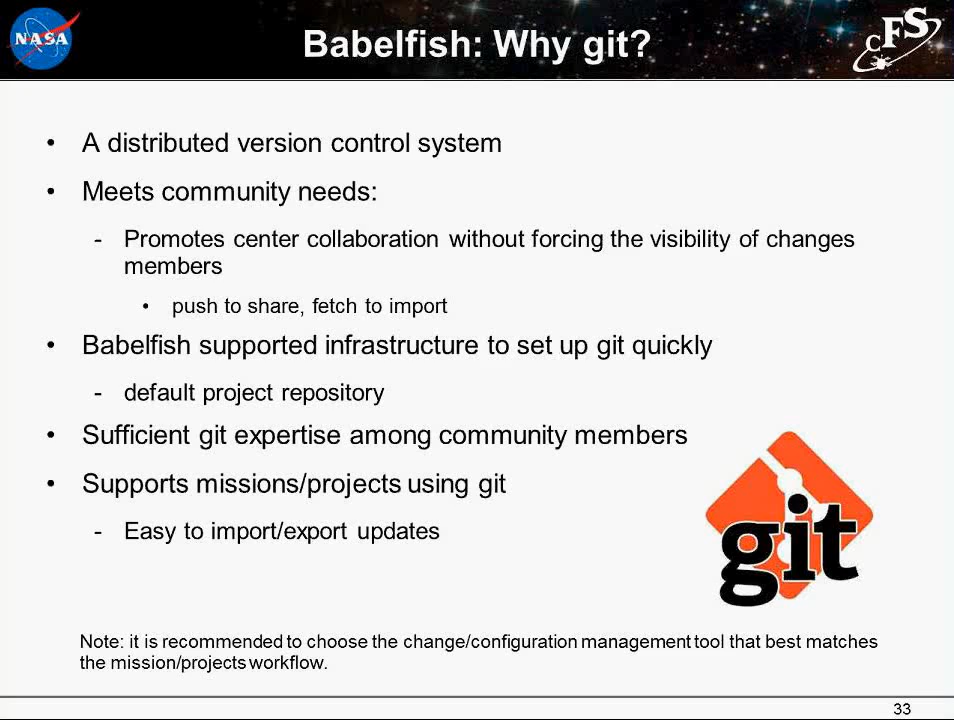 NASA
Babelfish: Why git?
cFS
• A distributed version control system
• Meets community needs:
- Promotes center collaboration without forcing the visibility of changes
members
• push to share, fetch to import
• Babelfish supported infrastructure to set up git quickly
- default project repository
• Sufficient git expertise among community members
• Supports missions/projects using git
- Easy to import/export updates
git
Note: it is recommended to choose the change/configuration management tool that best matches
the mission/projects workflow.
33